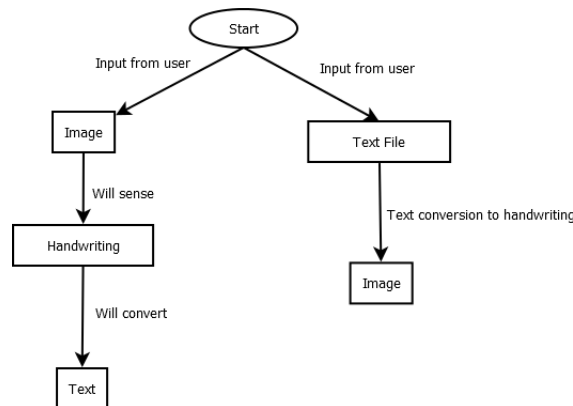 Start
Input from user
Input from user
Image
Text File
Will sense
Text conversion to handwriting
Handwriting
Image
Will convert
Text